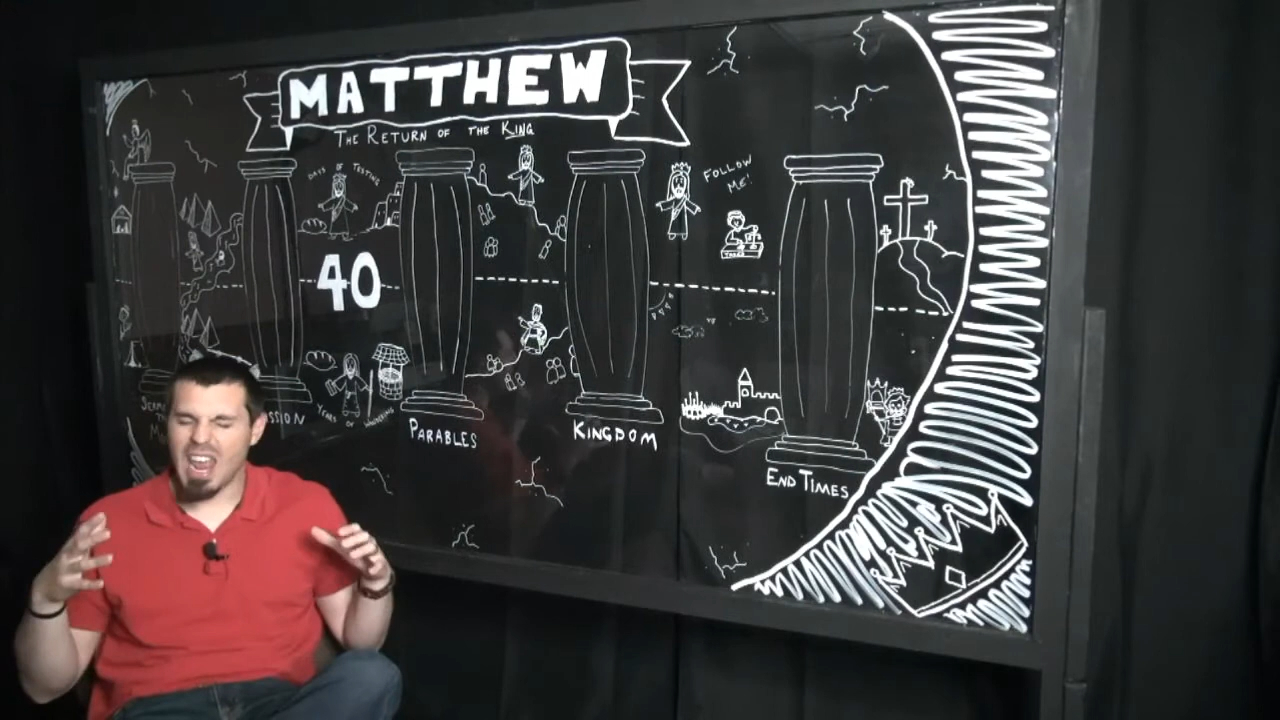 MATTHEW
THE RETURN OF THE KING
DAYS OF TESTING
FOLLOW
ME!
TAXES
40
YEARS OF WANDERING
PARABLES
KINGDOM
END TIMES